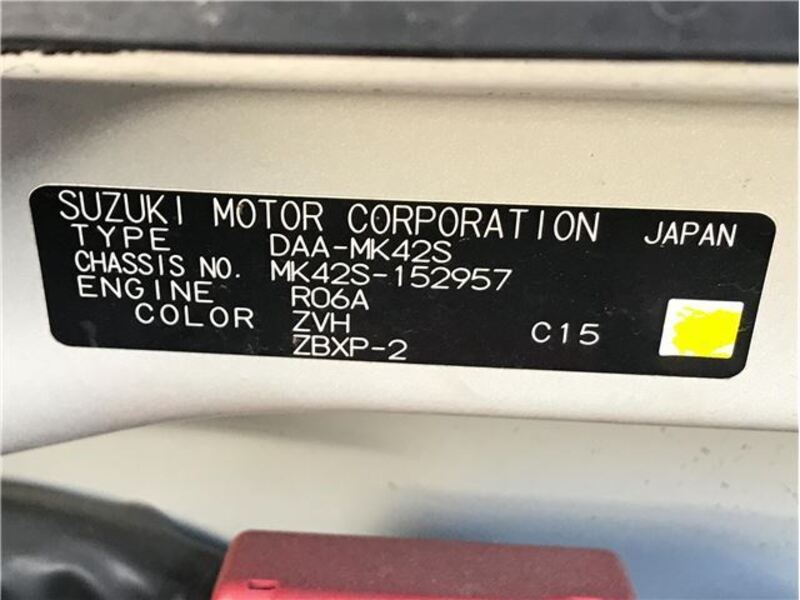 SUZUKI MOTOR CORPORATION JAPAN
TYPE DAA-MK42S
CHASSIS NO. MK42S-152957
ENGINE R06A
COLOR ZVH C15
ZBXP-2